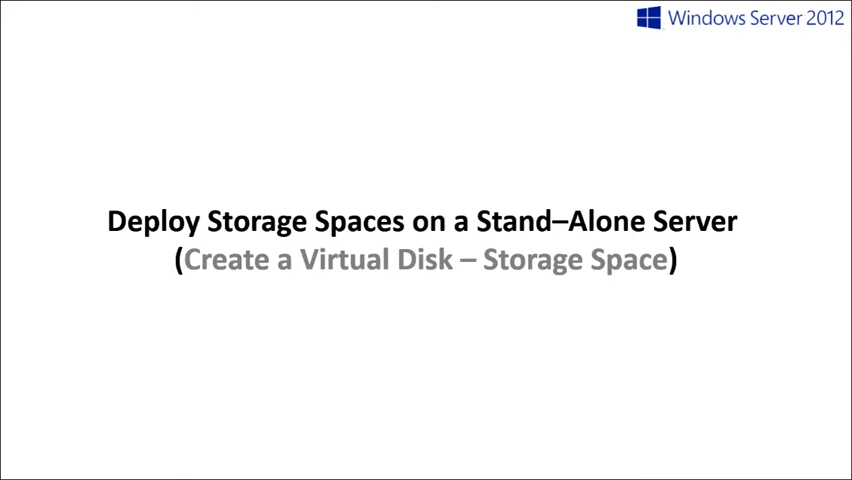 Windows Server 2012
Deploy Storage Spaces on a Stand–Alone Server
(Create a Virtual Disk – Storage Space)